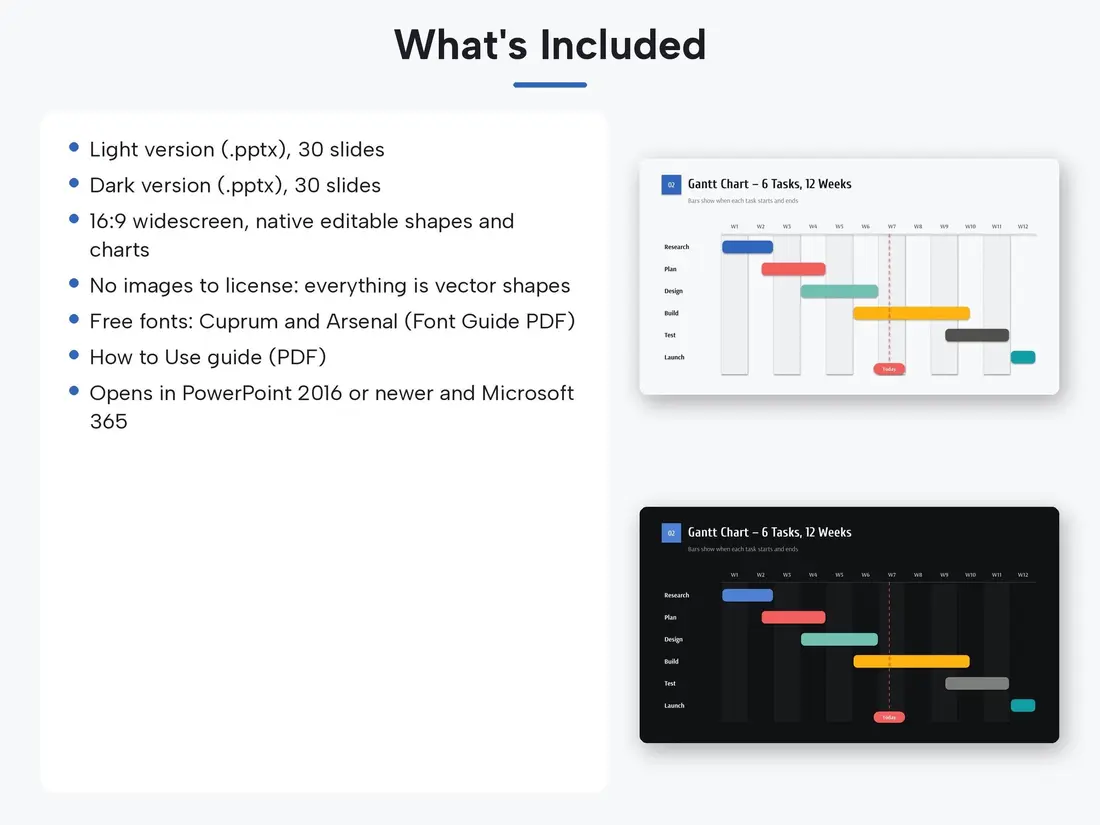 What's Included
Light version (.pptx), 30 slides
Dark version (.pptx), 30 slides
16:9 widescreen, native editable shapes and
charts
No images to license: everything is vector shapes
Free fonts: Cuprum and Arsenal (Font Guide PDF)
How to Use guide (PDF)
Opens in PowerPoint 2016 or newer and Microsoft
365
02 Gantt Chart – 6 Tasks, 12 Weeks
Bars show when each task starts and ends
W1 W2 W3 W4 W5 W6 W7 W8 W9 W10 W11 W12
Research
Plan
Design
Build
Test
Launch
Today
02 Gantt Chart – 6 Tasks, 12 Weeks
Bars show when each task starts and ends
W1 W2 W3 W4 W5 W6 W7 W8 W9 W10 W11 W12
Research
Plan
Design
Build
Test
Launch
Today